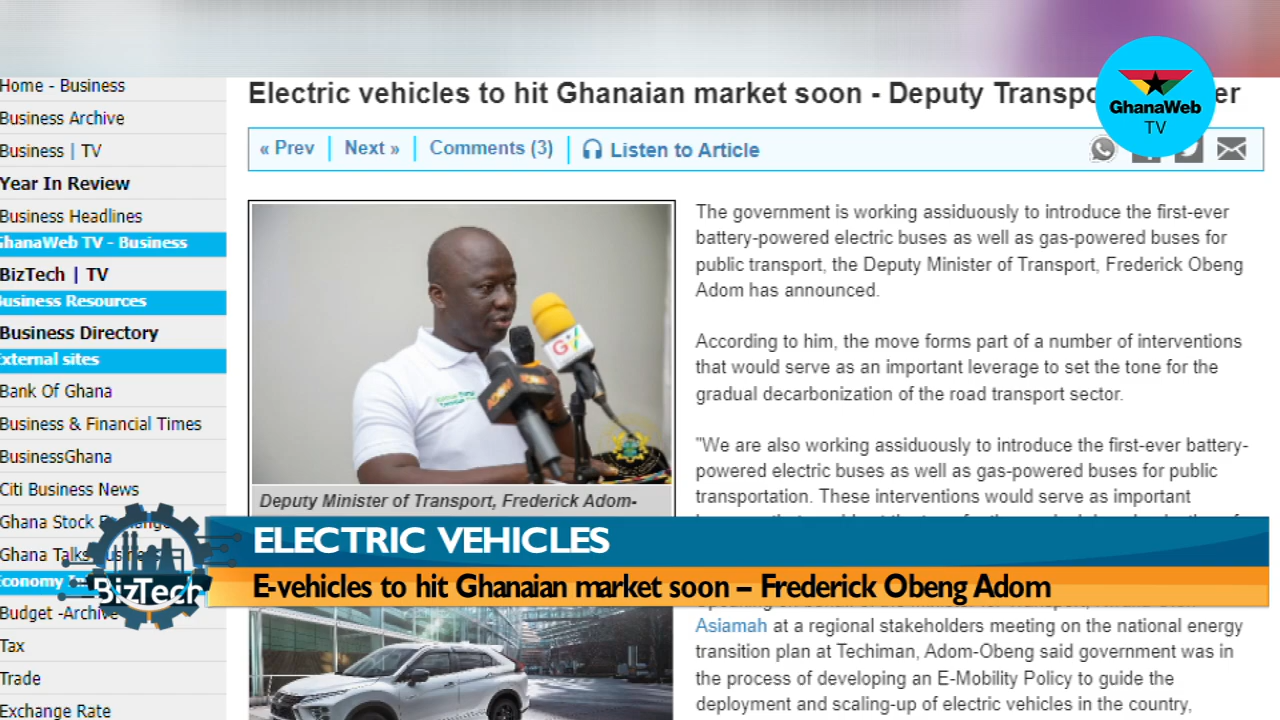 Electric vehicles to hit Ghanaian market soon - Deputy
GhanaWeb
TV
« Prev
Next »
Comments (3)
Listen to Article
Home - Business
Business Archive
Business | TV
Year In Review
Business Headlines
GhanaWeb TV - Business
BizTech | TV
Business Resources
Business Directory
External sites
Bank Of Ghana
Business & Financial Times
BusinessGhana
Citi Business News
Ghana Stock
Ghana Talks
Economy
Budget -Archive
Tax
Trade
Exchange Rate
The government is working assiduously to introduce the first-ever
battery-powered electric buses as well as gas-powered buses for
public transport, the Deputy Minister of Transport, Frederick Obeng
Adom has announced.
According to him, the move forms part of a number of interventions
that would serve as an important leverage to set the tone for the
gradual decarbonization of the road transport sector.
"We are also working assiduously to introduce the first-ever battery-
powered electric buses as well as gas-powered buses for public
transportation. These interventions would serve as important
ADOM
G7
Deputy Minister of Transport, Frederick Adom-
BizTech
ELECTRIC VEHICLES
E-vehicles to hit Ghanaian market soon – Frederick Obeng Adom
Asiamah at a regional stakeholders meeting on the national energy
transition plan at Techiman, Adom-Obeng said government was in
the process of developing an E-Mobility Policy to guide the
deployment and scaling-up of electric vehicles in the country,